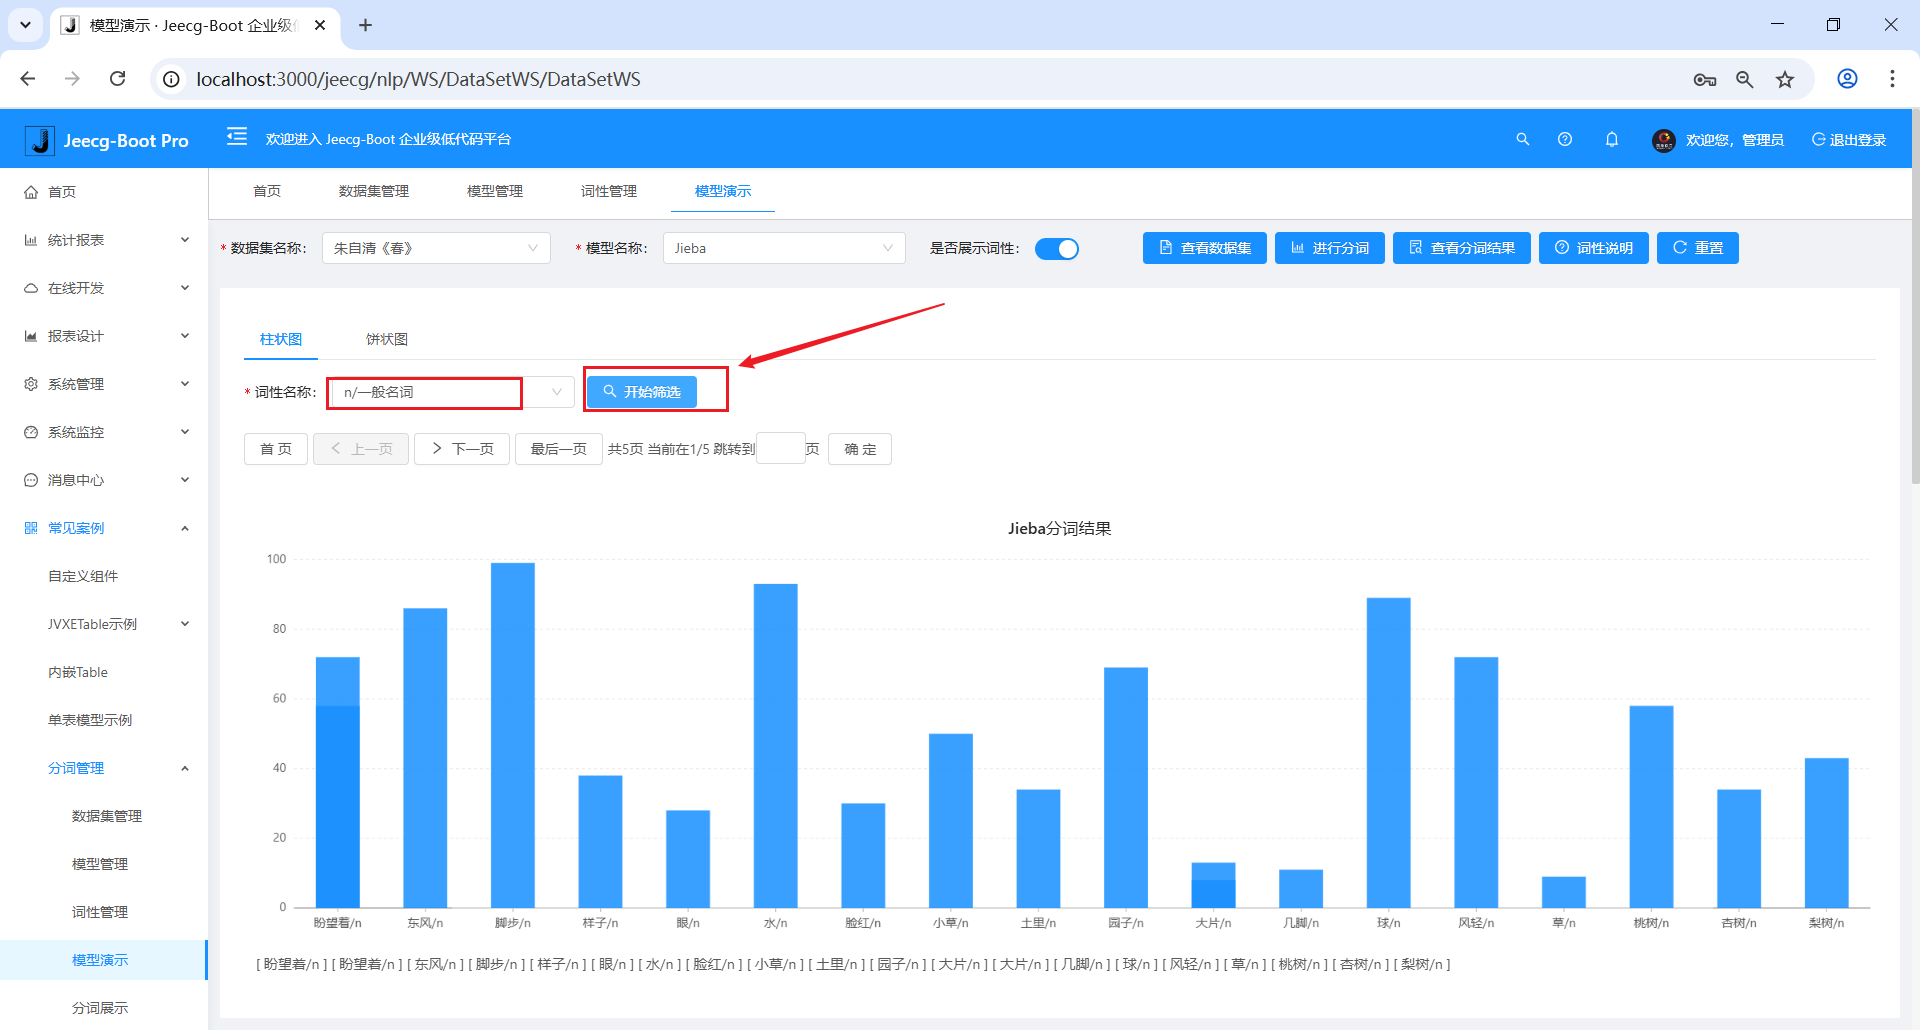 模型演示 · Jeecg-Boot 企业级
localhost:3000/jeecg/nlp/WS/DataSetWS/DataSetWS
Jeecg-Boot Pro
欢迎进入 Jeecg-Boot 企业级低代码平台
欢迎您，管理员
退出登录
首页
统计报表
在线开发
报表设计
系统管理
系统监控
消息中心
常见案例
自定义组件
JVXETable示例
内嵌Table
单表模型示例
分词管理
数据集管理
模型管理
词性管理
模型演示
分词展示
首页 数据集管理 模型管理 词性管理 模型演示
* 数据集名称： 朱自清《春》 * 模型名称： Jieba 是否展示词性： 查看数据集 进行分词 查看分词结果 词性说明 重置
柱状图 饼状图
* 词性名称： n/一般名词 开始筛选
首 页 上一页 下一页 最后一页 共5页 当前在1/5 跳转到 页 确 定
Jieba分词结果
100
80
60
40
20
0
盼望着/n 东风/n 脚步/n 样子/n 眼/n 水/n 脸红/n 小草/n 土里/n 园子/n 大片/n 几脚/n 球/n 风轻/n 草/n 桃树/n 杏树/n 梨树/n
[ 盼望着/n ] [ 盼望着/n ] [ 东风/n ] [ 脚步/n ] [ 样子/n ] [ 眼/n ] [ 水/n ] [ 脸红/n ] [ 小草/n ] [ 土里/n ] [ 园子/n ] [ 大片/n ] [ 大片/n ] [ 几脚/n ] [ 球/n ] [ 风轻/n ] [ 草/n ] [ 桃树/n ] [ 杏树/n ] [ 梨树/n ]